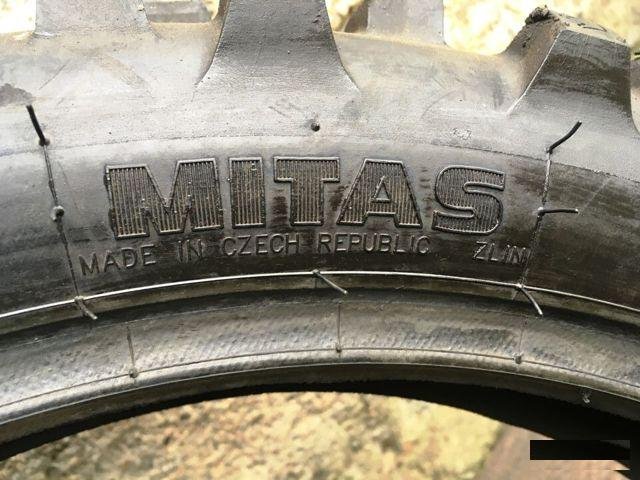 MITAS
MADE IN CZECH REPUBLIC ZLIN